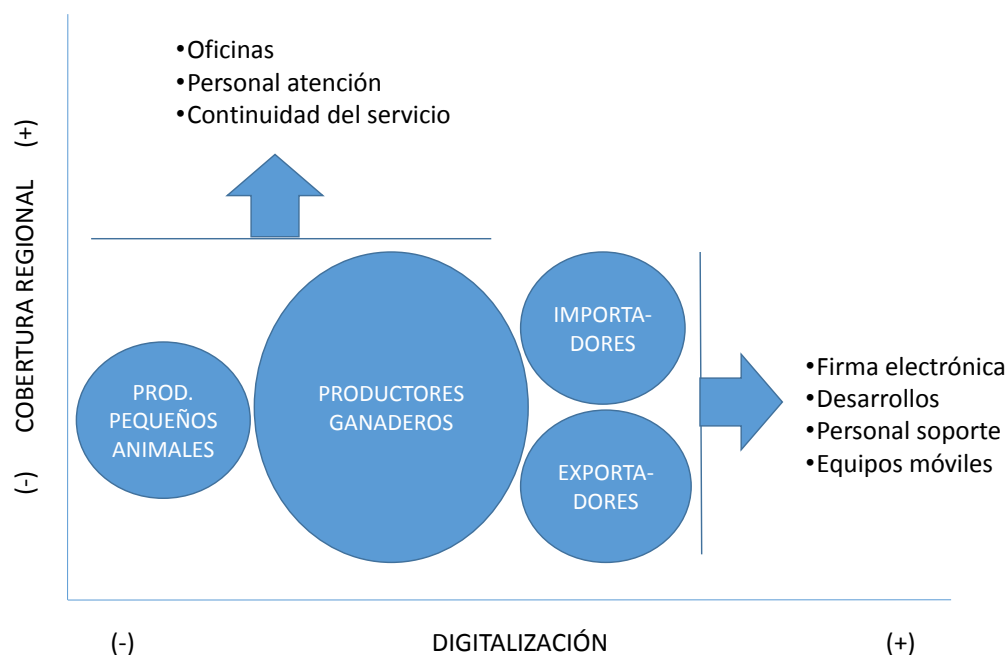 •Oficinas
•Personal atención
•Continuidad del servicio
(+)
COBERTURA REGIONAL
(-)
PROD.
PEQUEÑOS
ANIMALES
PRODUCTORES
GANADEROS
IMPORTA-
DORES
EXPORTA-
DORES
•Firma electrónica
•Desarrollos
•Personal soporte
•Equipos móviles
(-)
DIGITALIZACIÓN
(+)